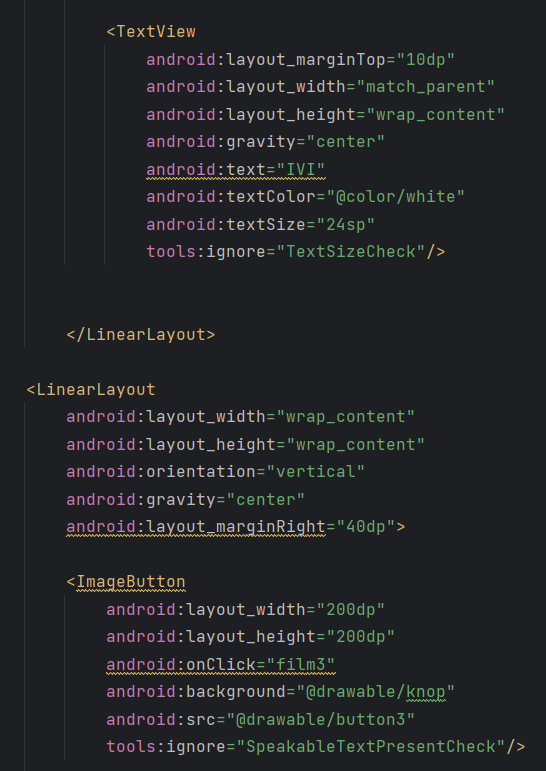 <TextView
android:layout_marginTop="10dp"
android:layout_width="match_parent"
android:layout_height="wrap_content"
android:gravity="center"
android:text="IVI"
android:textColor="@color/white"
android:textSize="24sp"
tools:ignore="TextSizeCheck"/>
</LinearLayout>
<LinearLayout
android:layout_width="wrap_content"
android:layout_height="wrap_content"
android:orientation="vertical"
android:gravity="center"
android:layout_marginRight="40dp">
<ImageButton
android:layout_width="200dp"
android:layout_height="200dp"
android:onClick="film3"
android:background="@drawable/knop"
android:src="@drawable/button3"
tools:ignore="SpeakableTextPresentCheck"/>